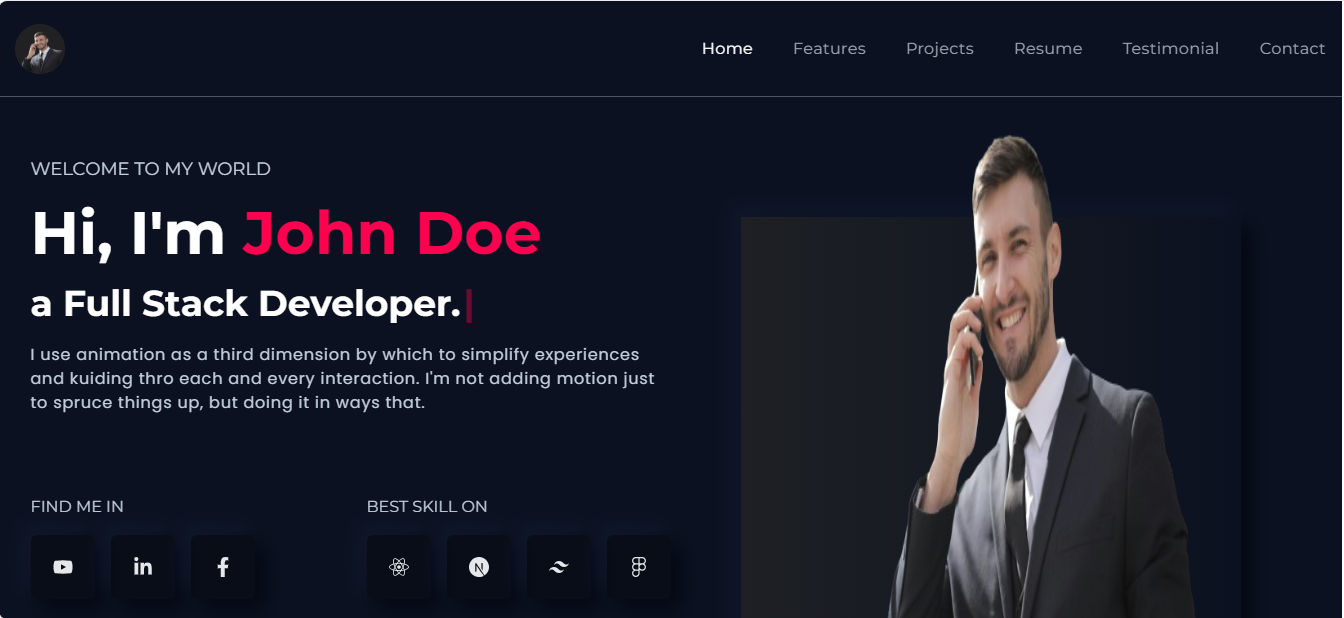 Home Features Projects Resume Testimonial Contact
WELCOME TO MY WORLD
Hi, I'm John Doe
a Full Stack Developer.
I use animation as a third dimension by which to simplify experiences
and kuiding thro each and every interaction. I'm not adding motion just
to spruce things up, but doing it in ways that.
FIND ME IN
BEST SKILL ON
in
f
N